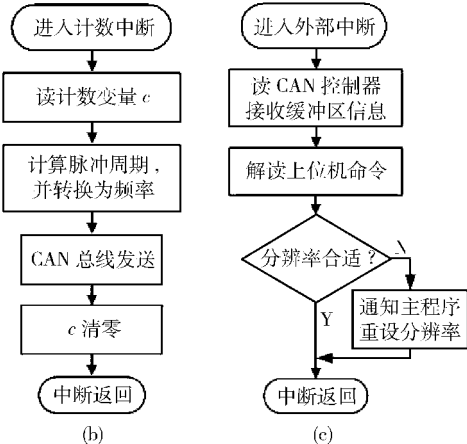 进入计数中断
读计数变量 c
计算脉冲周期，
并转换为频率
CAN 总线发送
c 清零
中断返回
(b)
进入外部中断
读 CAN 控制器
接收缓冲区信息
解读上位机命令
分辨率合适？
N
Y
通知主程序
重设分辨率
中断返回
(c)